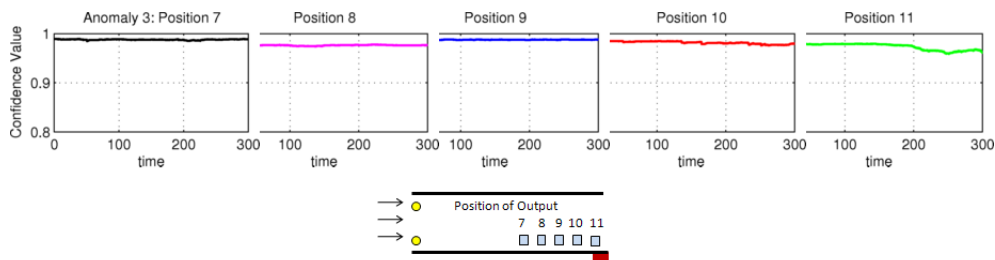 Anomaly 3: Position 7 Position 8 Position 9 Position 10 Position 11
Confidence Value
1
0.9
0.8
0 100 200 300 100 200 300 100 200 300 100 200 300 100 200 300
time time time time time
Position of Output
7 8 9 10 11